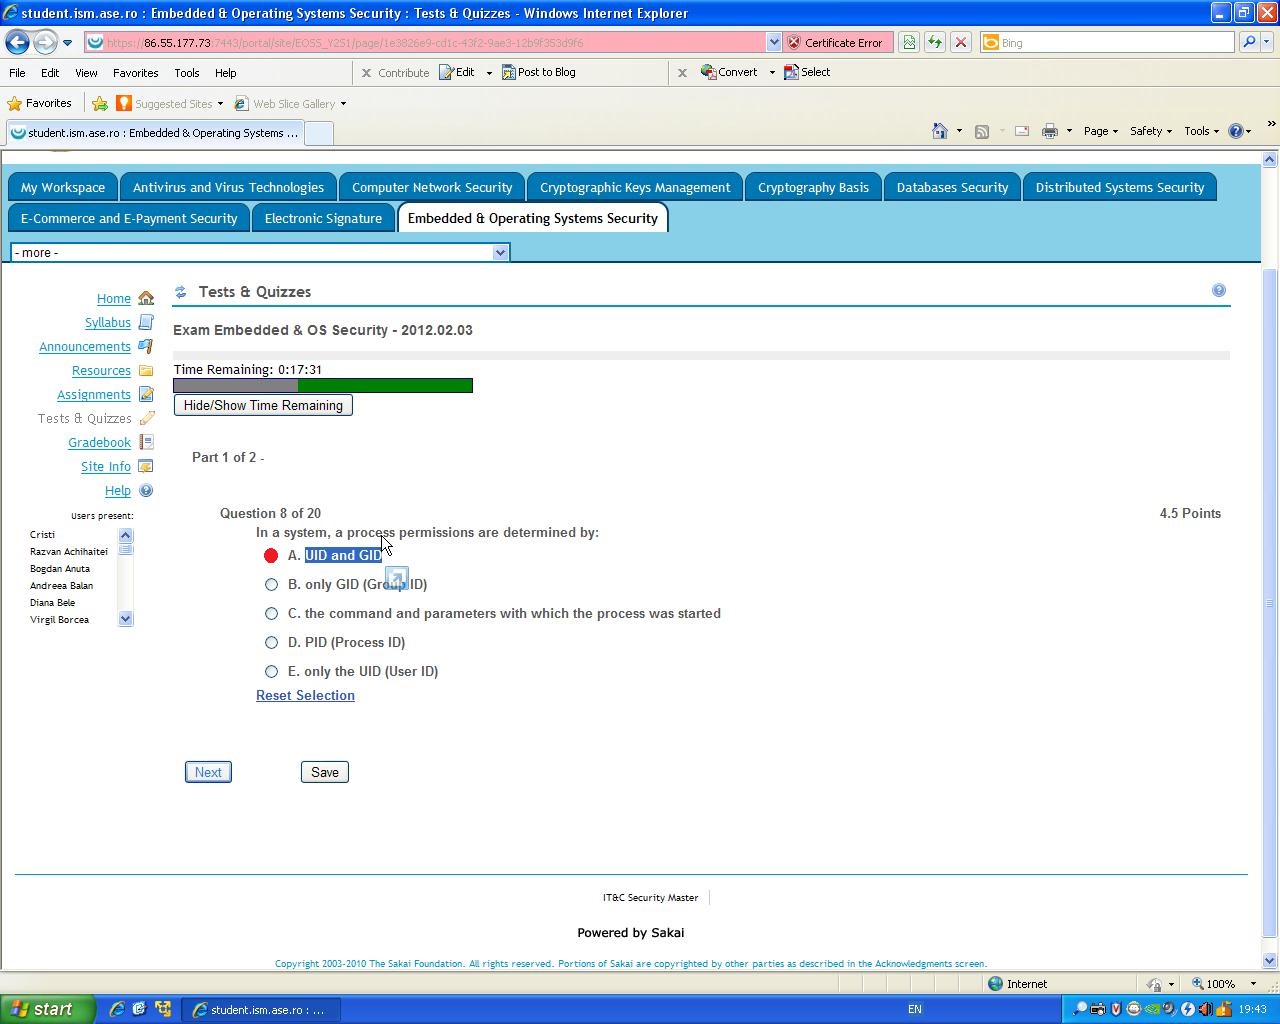 student.ism.ase.ro : Embedded & Operating Systems Security : Tests & Quizzes - Windows Internet Explorer
https://86.55.177.73:7443/portal/site/EOSS_Y2S1/page/1e3826e9-cd1c-43f2-9ae3-12b9f353d9f6
Certificate Error
Bing
File Edit View Favorites Tools Help
x Contribute Edit Post to Blog
x Convert Select
Favorites Suggested Sites Web Slice Gallery
student.ism.ase.ro : Embedded & Operating Systems ...
Page Safety Tools
My Workspace
Antivirus and Virus Technologies
Computer Network Security
Cryptographic Keys Management
Cryptography Basis
Databases Security
Distributed Systems Security
E-Commerce and E-Payment Security
Electronic Signature
Embedded & Operating Systems Security
- more -
Home
Syllabus
Announcements
Resources
Assignments
Tests & Quizzes
Gradebook
Site Info
Help
Users present:
Cristi
Razvan Achihaitei
Bogdan Anuta
Andreea Balan
Diana Bele
Virgil Borcea
Tests & Quizzes
Exam Embedded & OS Security - 2012.02.03
Time Remaining: 0:17:31
Hide/Show Time Remaining
Part 1 of 2 -
Question 8 of 20
4.5 Points
In a system, a process permissions are determined by:
A. UID and GID
B. only GID (Group ID)
C. the command and parameters with which the process was started
D. PID (Process ID)
E. only the UID (User ID)
Reset Selection
Next
Save
IT&C Security Master
Powered by Sakai
Copyright 2003-2010 The Sakai Foundation. All rights reserved. Portions of Sakai are copyrighted by other parties as described in the Acknowledgments screen.
Internet
100%
start
student.ism.ase.ro : ...
EN
19:43